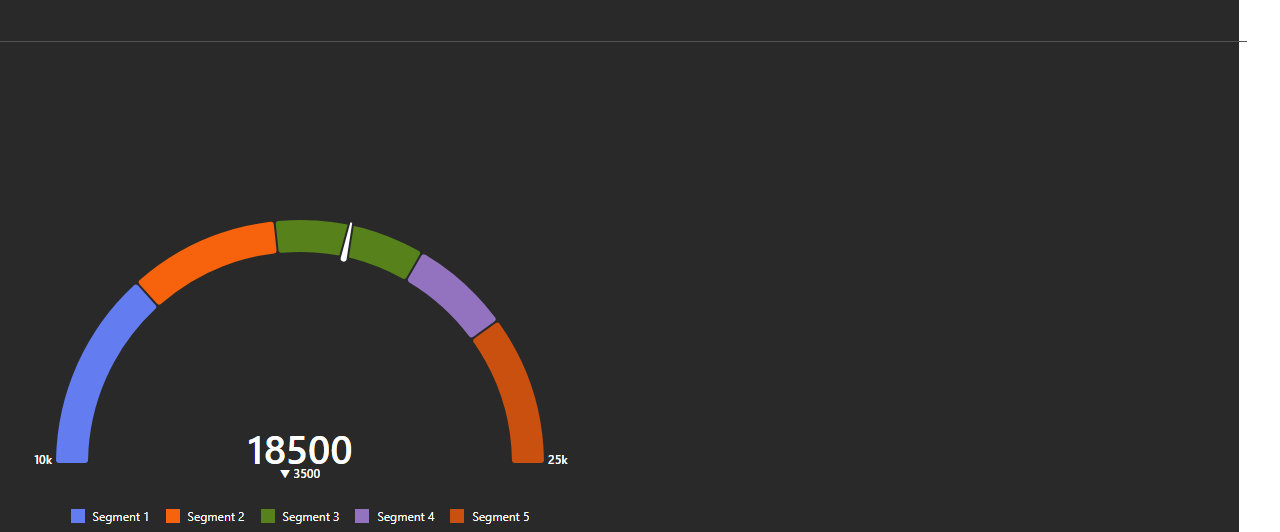 18500
10k
25k
▼ 3500
Segment 1
Segment 2
Segment 3
Segment 4
Segment 5